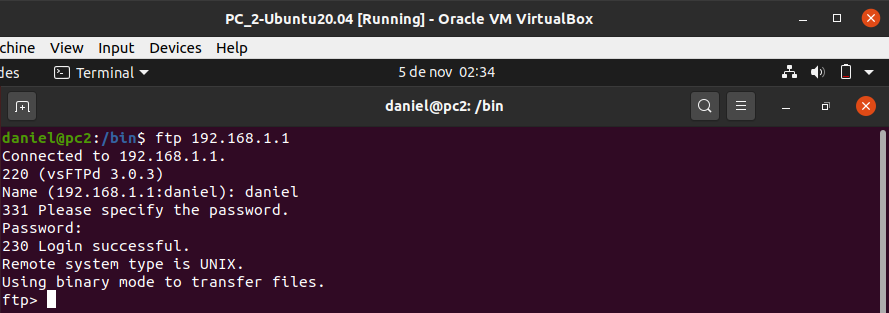 PC_2-Ubuntu20.04 [Running] - Oracle VM VirtualBox
chine View Input Devices Help
des Terminal 5 de nov 02:34
daniel@pc2: /bin
daniel@pc2:/bin$ ftp 192.168.1.1
Connected to 192.168.1.1.
220 (vsFTPd 3.0.3)
Name (192.168.1.1:daniel): daniel
331 Please specify the password.
Password:
230 Login successful.
Remote system type is UNIX.
Using binary mode to transfer files.
ftp>